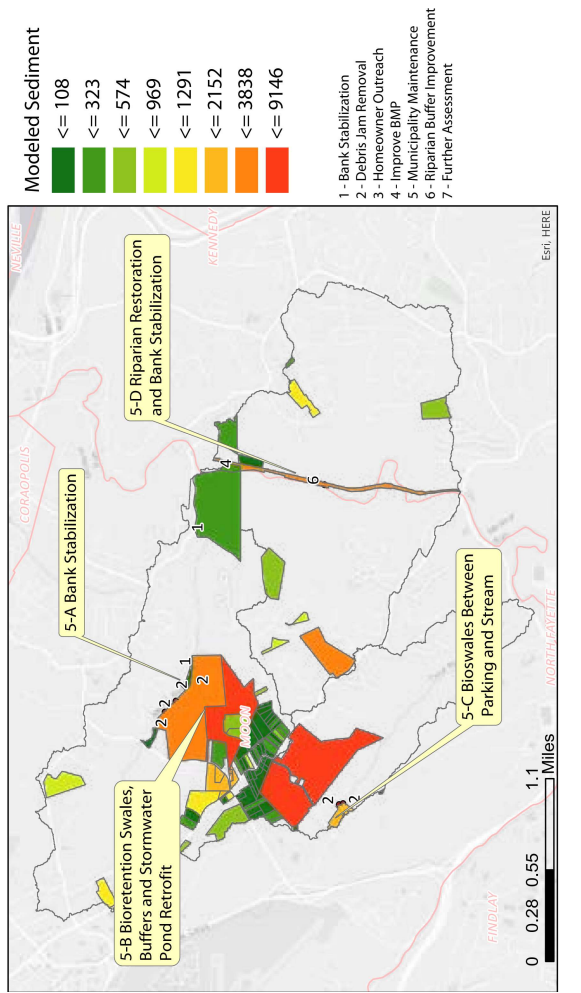 Modeled Sediment
<= 108
<= 323
<= 574
<= 969
<= 1291
<= 2152
<= 3838
<= 9146
1 - Bank Stabilization
2 - Debris Jam Removal
3 - Homeowner Outreach
4 - Improve BMP
5 - Municipality Maintenance
6 - Riparian Buffer Improvement
7 - Further Assessment
NEVILLE
CORAOPOLIS
KENNEDY
5-A Bank Stabilization
5-D Riparian Restoration
and Bank Stabilization
5-B Bioretention Swales,
Buffers and Stormwater
Pond Retrofit
1
4
6
2
2
2
1
2
MOON
2
2
5-C Bioswales Between
Parking and Stream
FINDLAY
NORTH FAYETTE
0 0.28 0.55 1.1
Miles
Esri, HERE